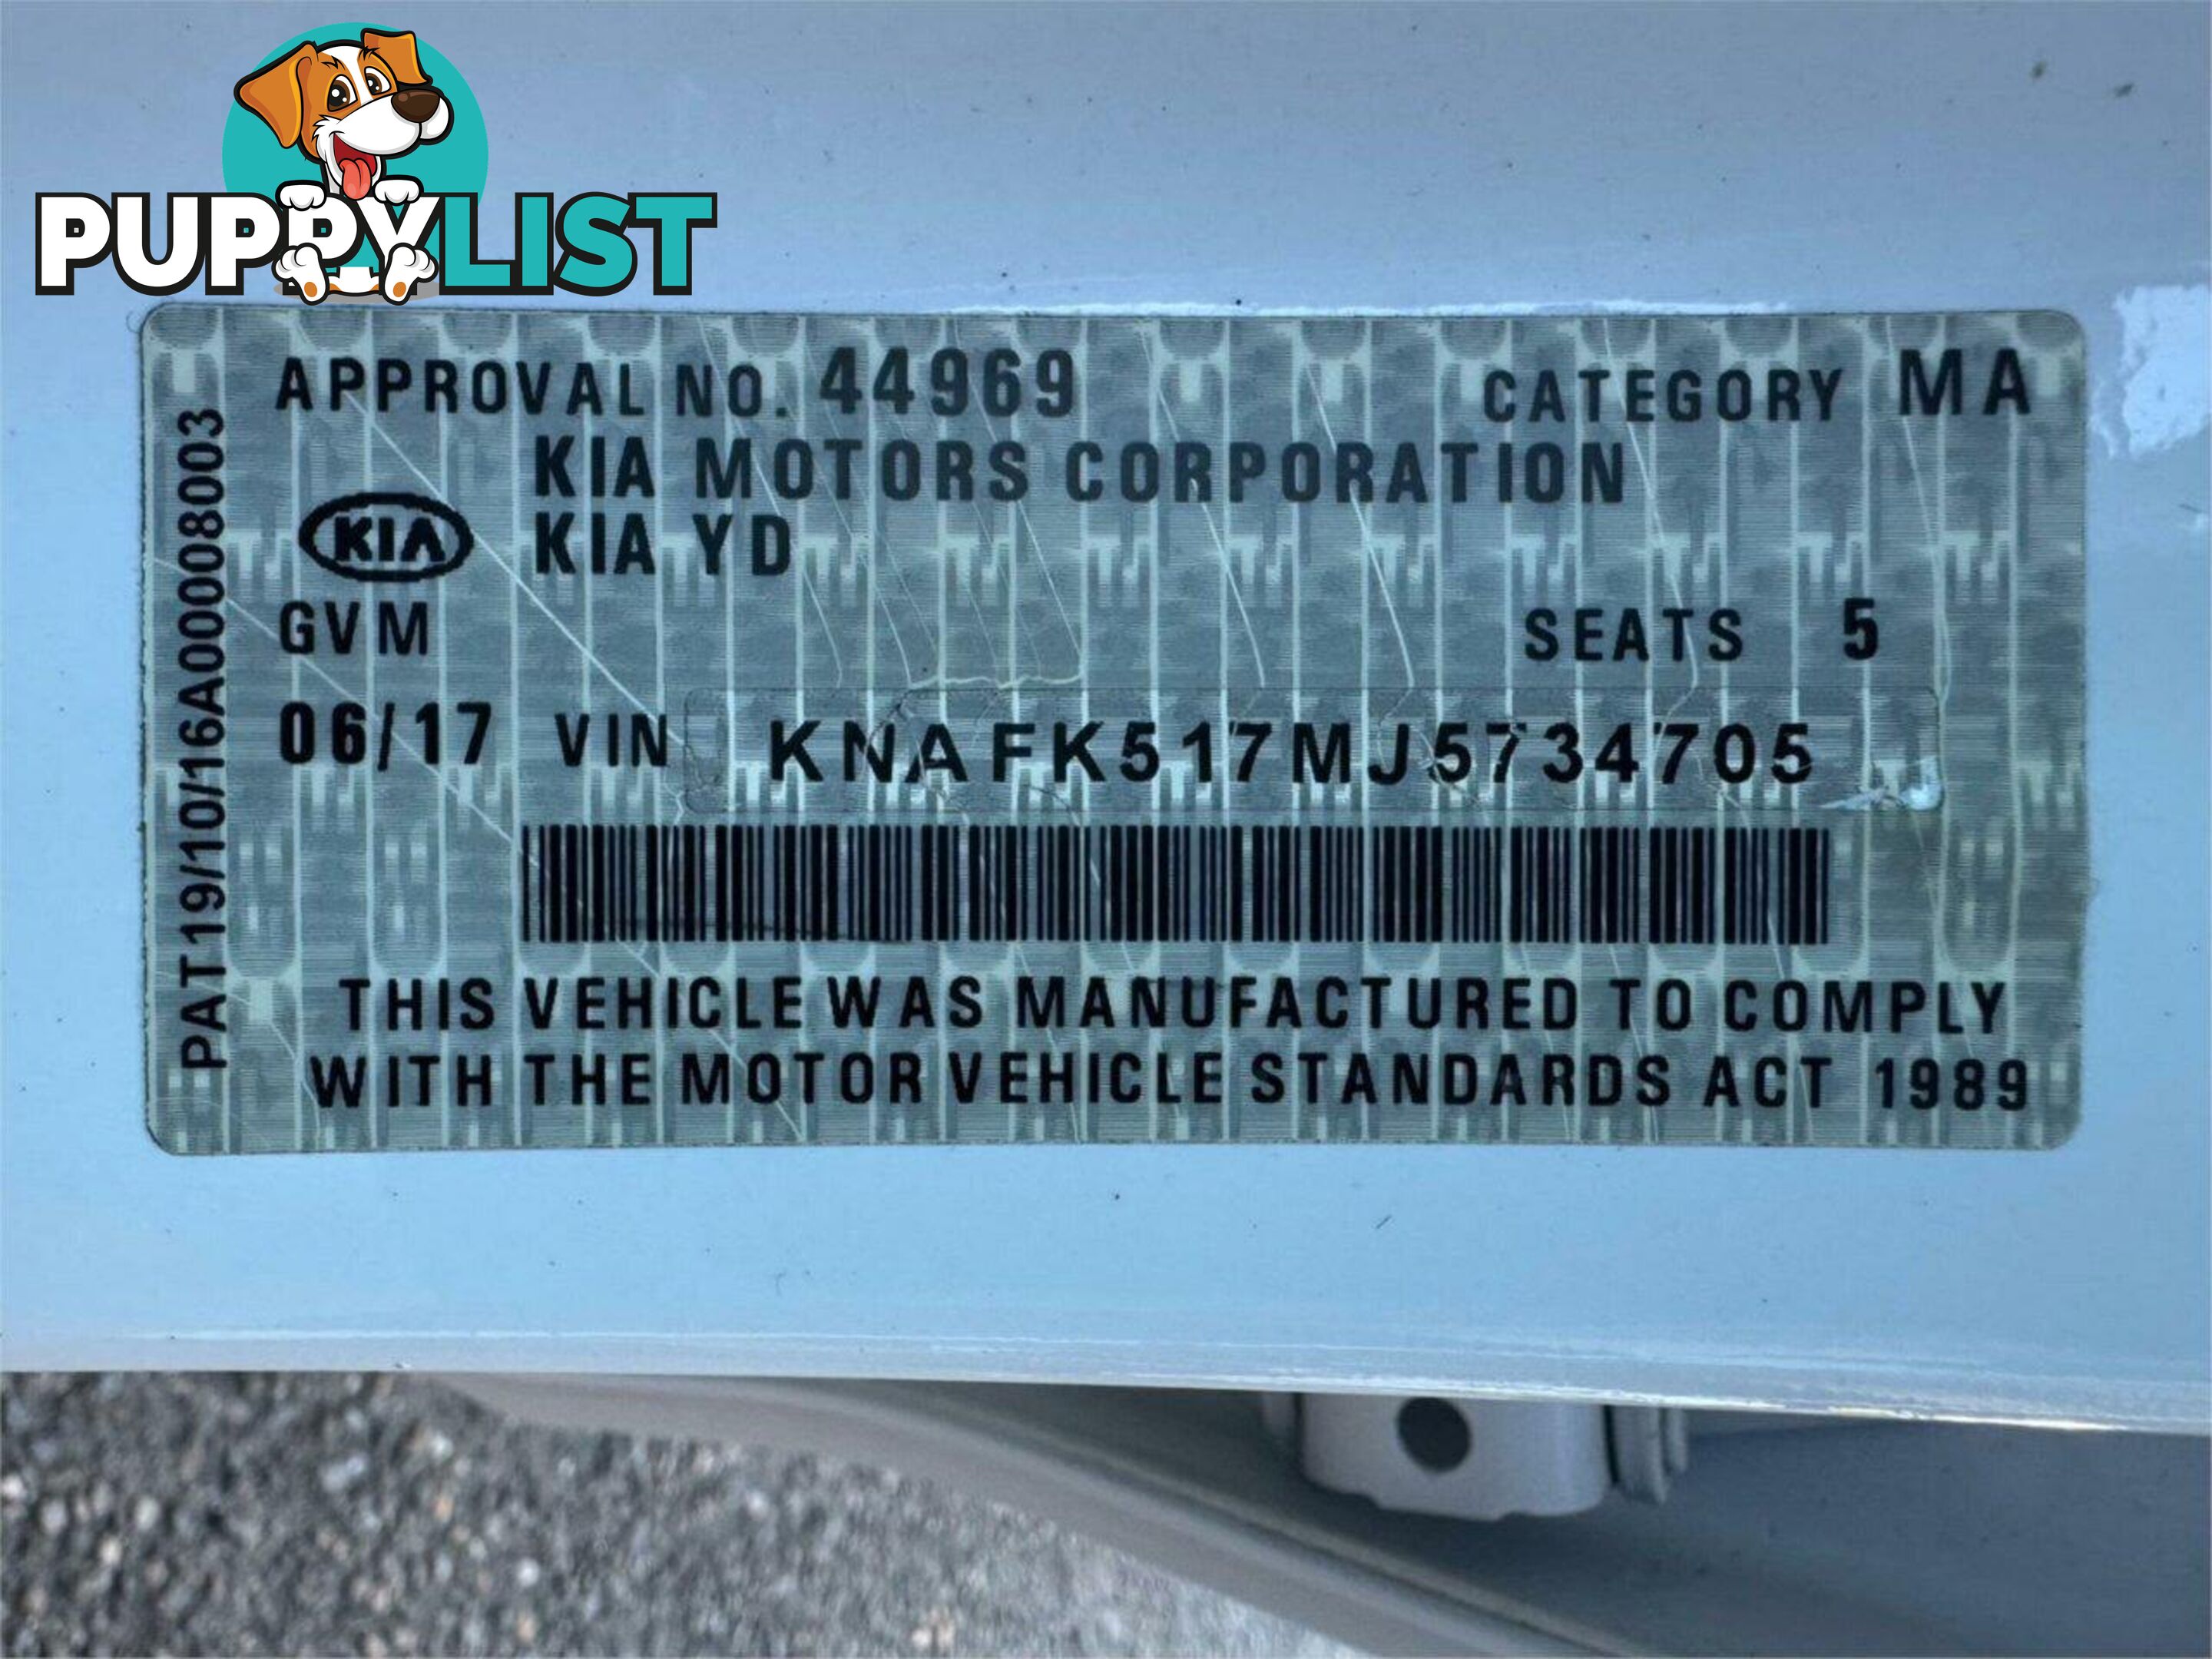 PUPPYLIST
APPROVAL NO. 44969 CATEGORY MA
KIA MOTORS CORPORATION
KIA KIA YD
GVM SEATS 5
06/17 VIN KNAFK517MJ5734705
THIS VEHICLE WAS MANUFACTURED TO COMPLY
WITH THE MOTOR VEHICLE STANDARDS ACT 1989
PAT19/10/16A00008003